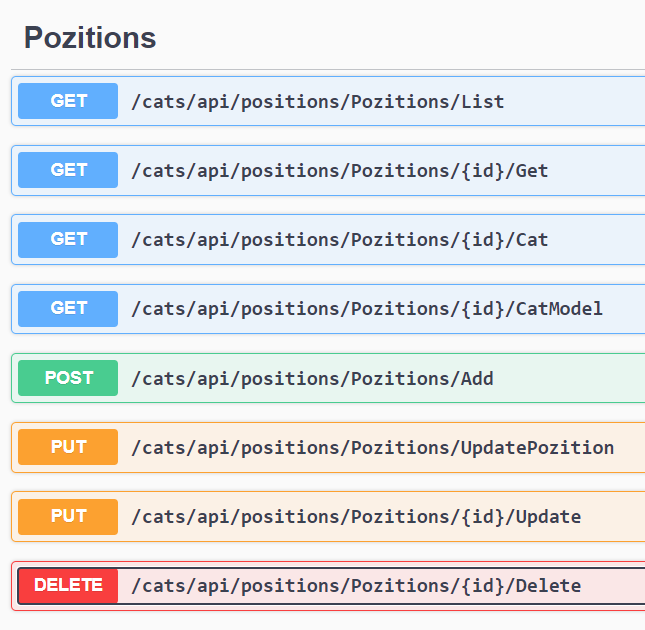 Pozitions
GET /cats/api/positions/Pozitions/List
GET /cats/api/positions/Pozitions/{id}/Get
GET /cats/api/positions/Pozitions/{id}/Cat
GET /cats/api/positions/Pozitions/{id}/CatModel
POST /cats/api/positions/Pozitions/Add
PUT /cats/api/positions/Pozitions/UpdatePozition
PUT /cats/api/positions/Pozitions/{id}/Update
DELETE /cats/api/positions/Pozitions/{id}/Delete